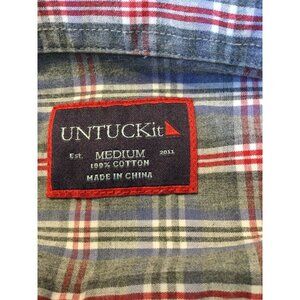 UNTUCKit
Est. MEDIUM 2011
100% COTTON
MADE IN CHINA